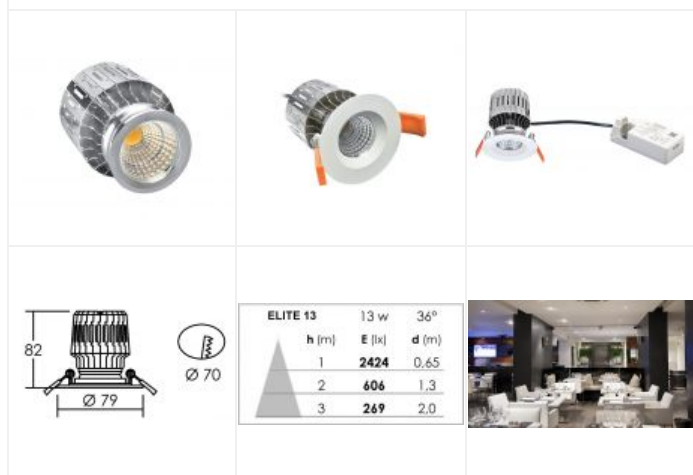 82
Ø 79
Ø 70
ELITE 13 13 w 36°
h (m) E (lx) d (m)
1 2424 0,65
2 606 1,3
3 269 2,0